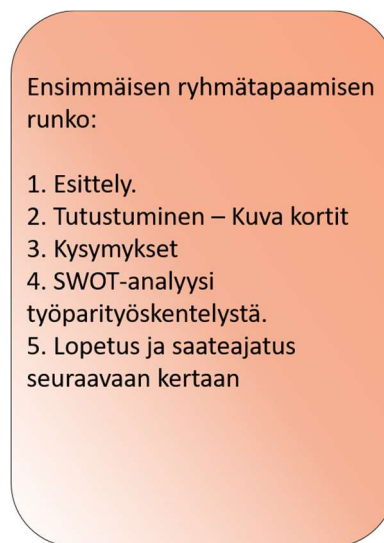 Ensimmäisen ryhmätapaamisen
runko:
1. Esittely.
2. Tutustuminen – Kuva kortit
3. Kysymykset
4. SWOT-analyysi
työparityöskentelystä.
5. Lopetus ja saateajatus
seuraavaan kertaan